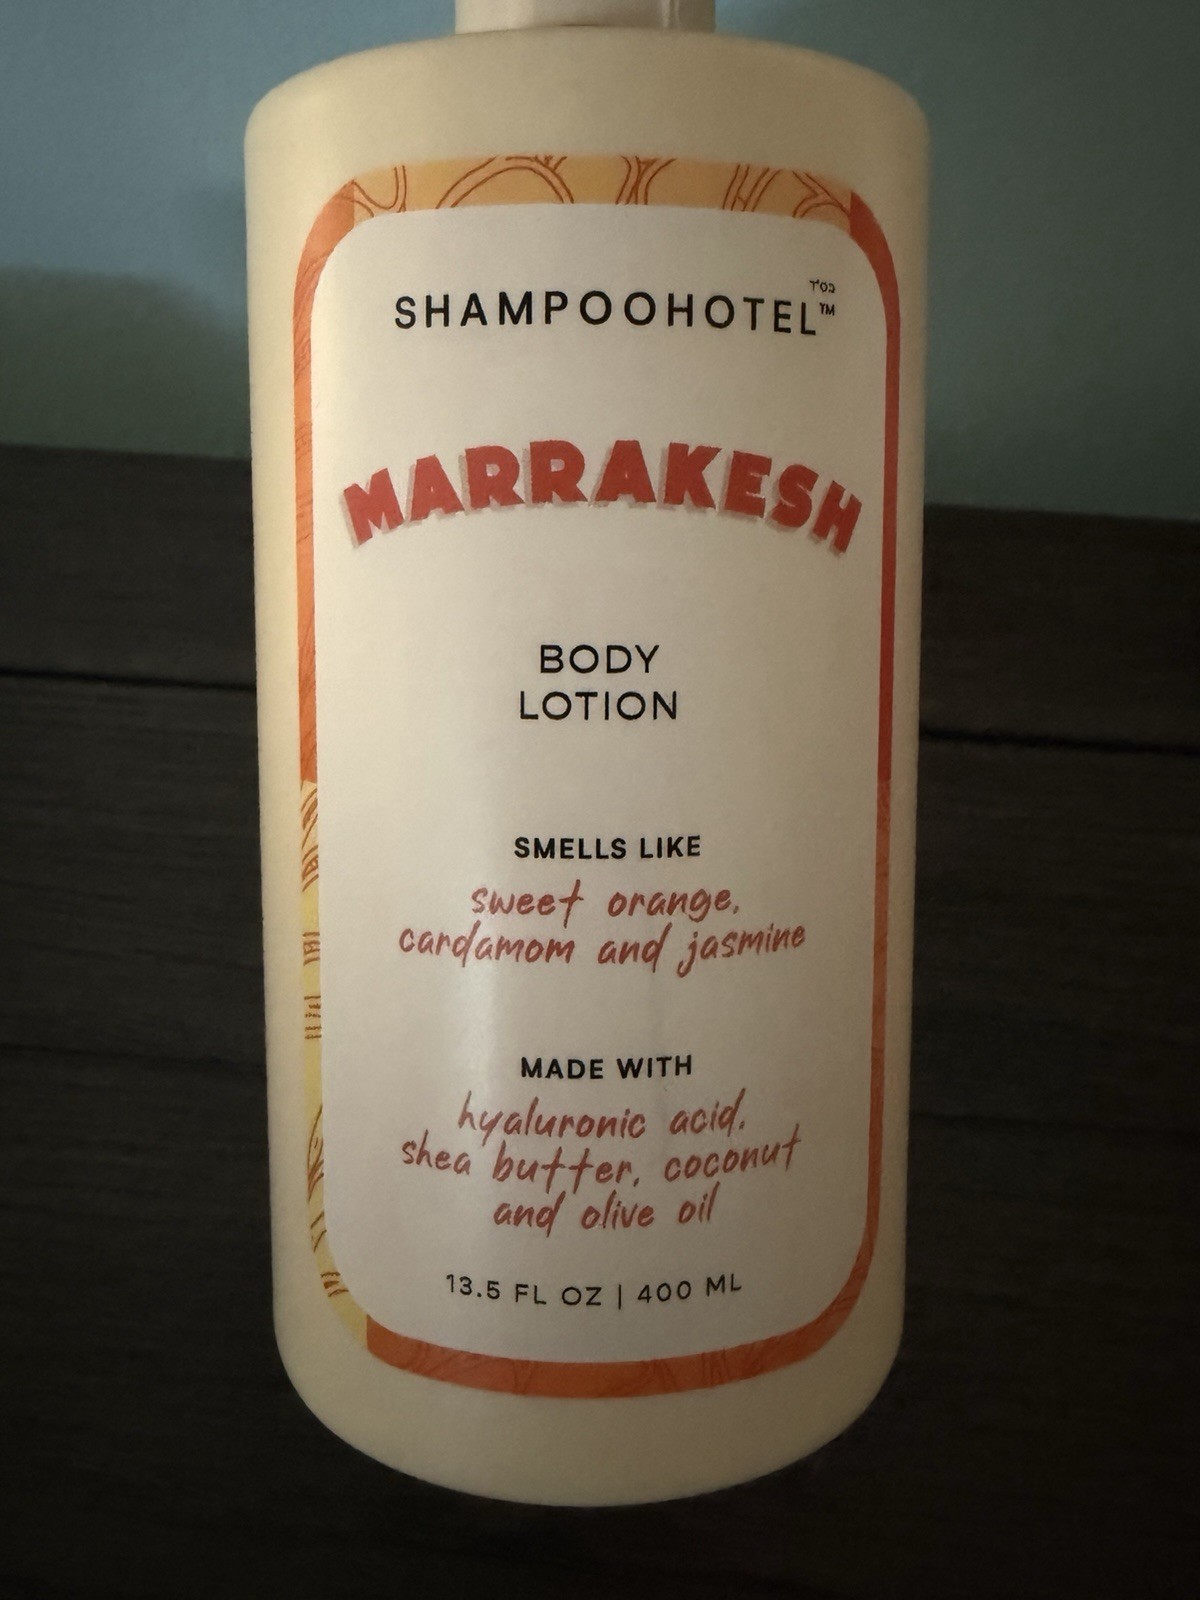 SHAMPOOHOTEL™
MARRAKESH
BODY
LOTION
SMELLS LIKE
sweet orange,
cardamom and jasmine
MADE WITH
hyaluronic acid,
shea butter, coconut
and olive oil
13.5 FL OZ | 400 ML